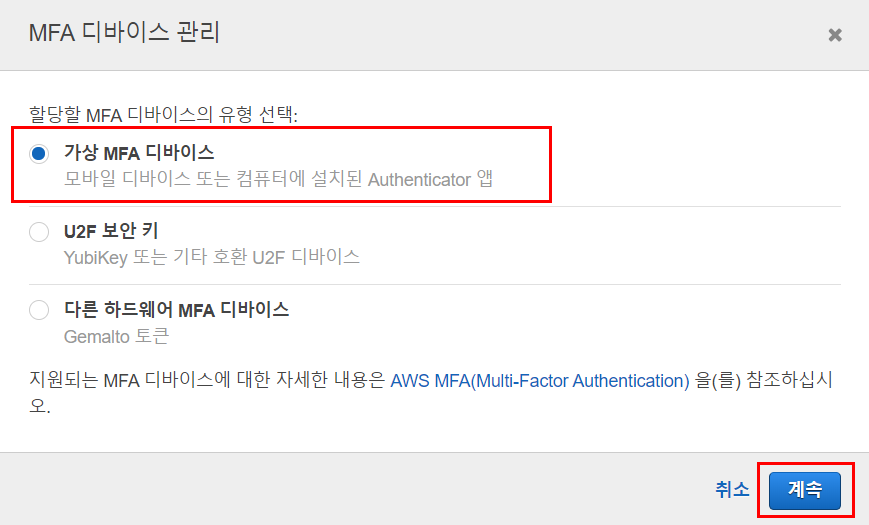 MFA 디바이스 관리
할당할 MFA 디바이스의 유형 선택:
가상 MFA 디바이스
모바일 디바이스 또는 컴퓨터에 설치된 Authenticator 앱
U2F 보안 키
YubiKey 또는 기타 호환 U2F 디바이스
다른 하드웨어 MFA 디바이스
Gemalto 토큰
지원되는 MFA 디바이스에 대한 자세한 내용은 AWS MFA(Multi-Factor Authentication) 을(를) 참조하십시
오.
취소 계속